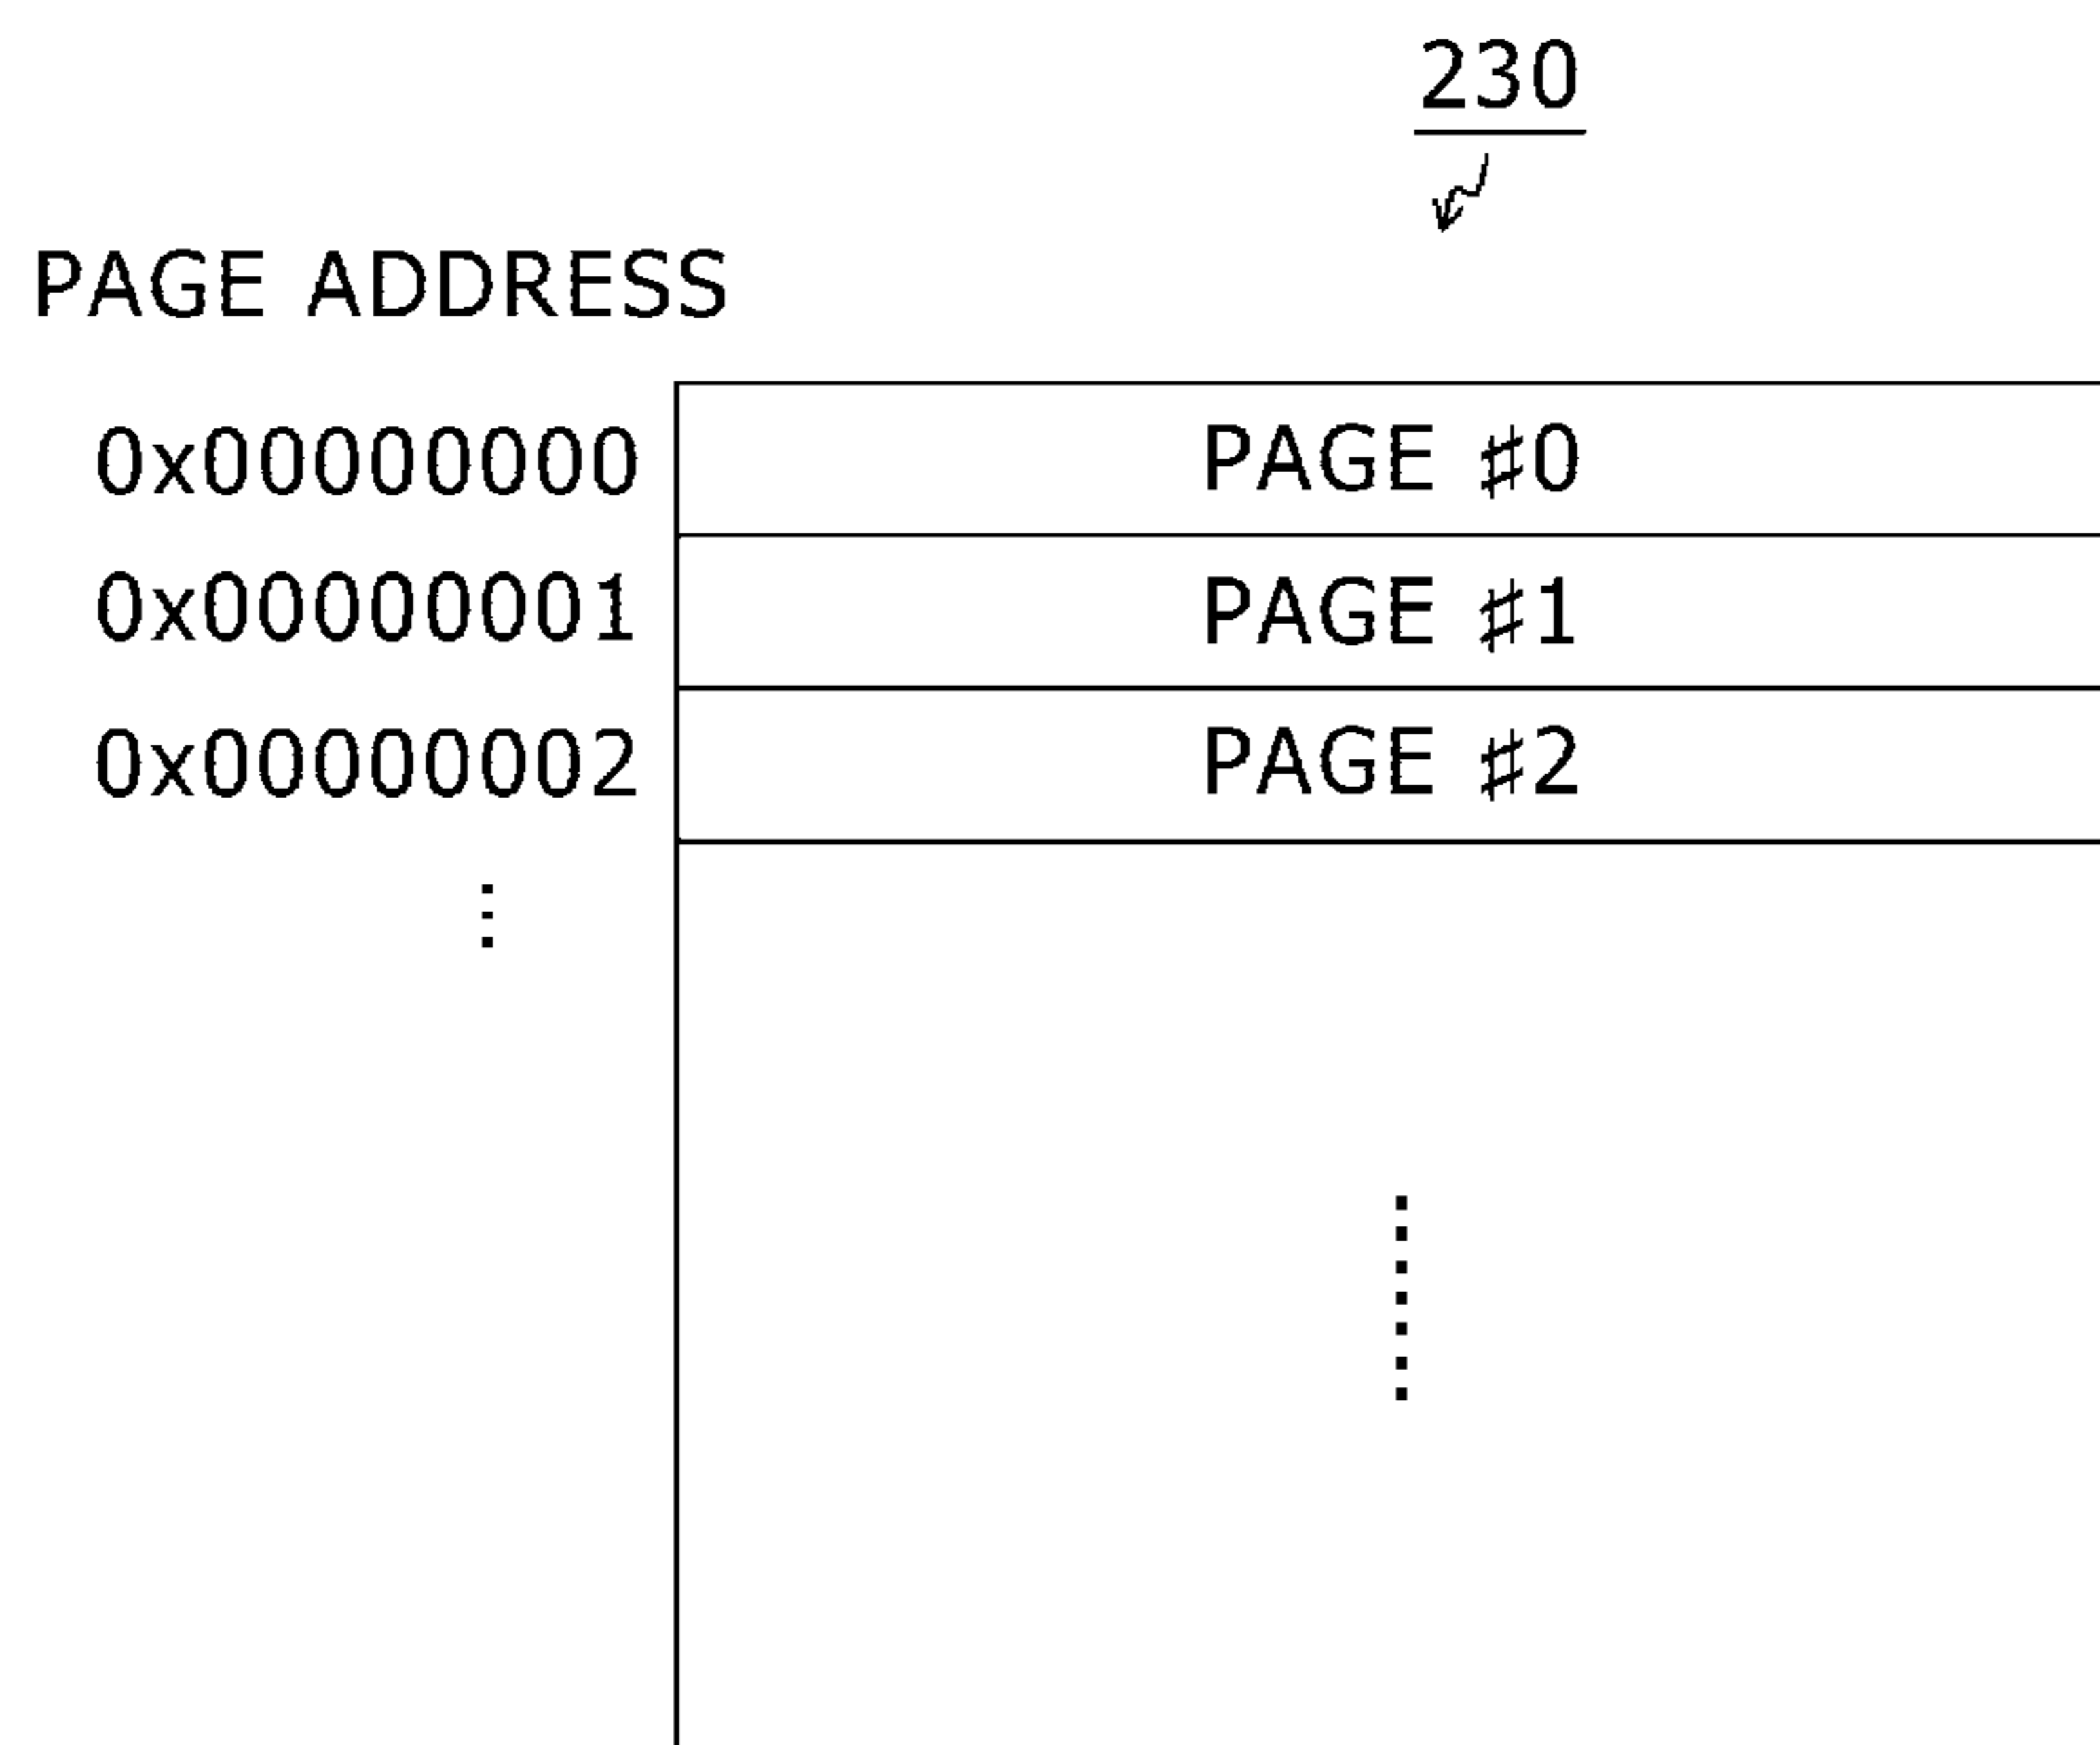 230
PAGE ADDRESS
0x00000000 PAGE ♯0
0x00000001 PAGE ♯1
0x00000002 PAGE ♯2